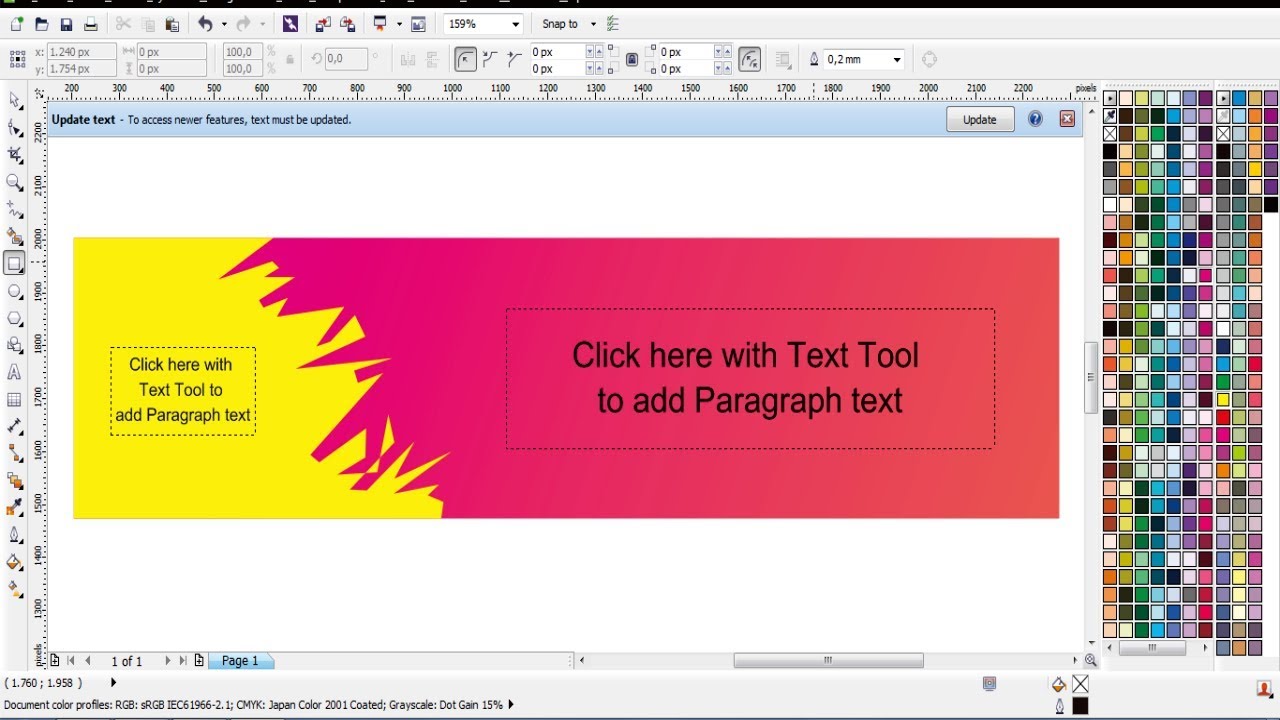 159%
Snap to
x: 1.240 px
0 px
100,0 %
0,0
0 px
0 px
0,2 mm
y: 1.754 px
0 px
100,0 %
0 px
0 px
200 300 400 500 600 700 800 900 1000 1100 1200 1300 1400 1500 1600 1700 1800 1900 2000 2100 2200 pixels
Update text - To access newer features, text must be updated.
Update
2200
2100
2000
1900
1800
1700
1600
1500
1400
1300
pixels
Click here with
Text Tool to
add Paragraph text
Click here with Text Tool
to add Paragraph text
1 of 1
Page 1
( 1.760 ; 1.958 )
Document color profiles: RGB: sRGB IEC61966-2.1; CMYK: Japan Color 2001 Coated; Grayscale: Dot Gain 15%